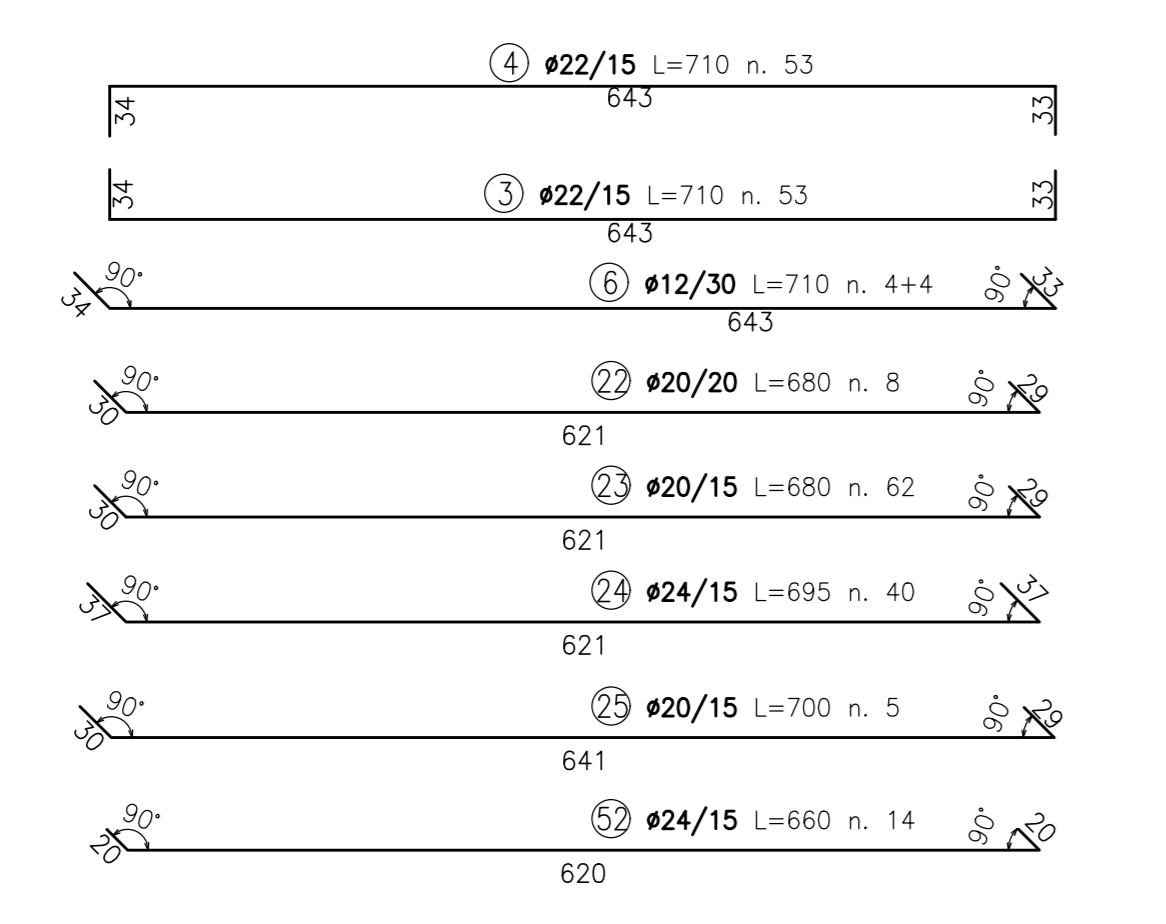 4 ø22/15 L=710 n. 53
34 643 33
34 3 ø22/15 L=710 n. 53 33
643
90° 6 ø12/30 L=710 n. 4+4 90° 33
34 643
90° 22 ø20/20 L=680 n. 8 90° 29
30 621
90° 23 ø20/15 L=680 n. 62 90° 29
30 621
90° 24 ø24/15 L=695 n. 40 90° 37
37 621
90° 25 ø20/15 L=700 n. 5 90° 29
30 641
90° 52 ø24/15 L=660 n. 14 90° 20
20 620